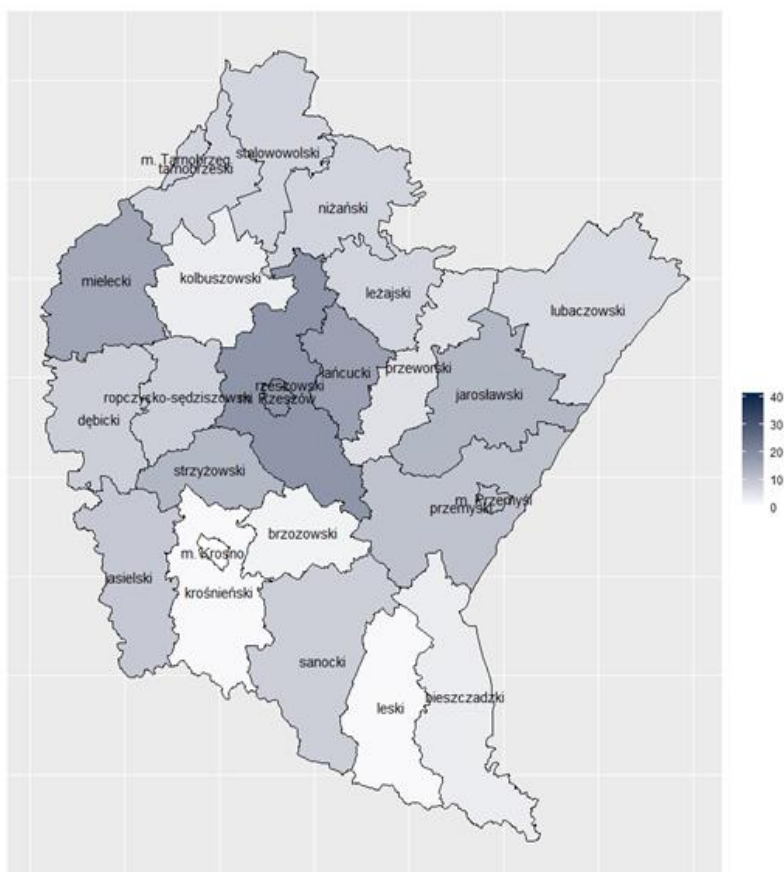 stalowowolski
m. Tarnobrzeg
tarnobrzeski
niżański
mielecki
kolbuszowski
leżajski
lubaczowski
łańcucki
przeworski
rzeszowski
m. Rzeszów
jarosławski
ropczycko-sędziszowski
dębicki
strzyżowski
m. Przemyśl
przemyski
brzozowski
m. Krosno
jasielski
krośnieński
sanocki
bieszczadzki
leski
40
30
20
10
0